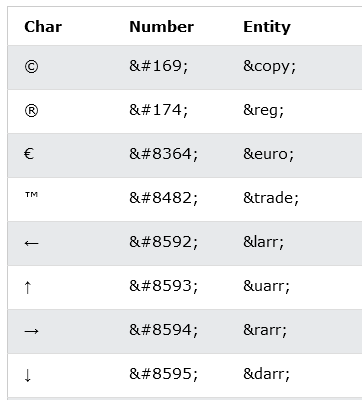 Char Number Entity
© &#169; &copy;
® &#174; &reg;
€ &#8364; &euro;
™ &#8482; &trade;
← &#8592; &larr;
↑ &#8593; &uarr;
→ &#8594; &rarr;
↓ &#8595; &darr;